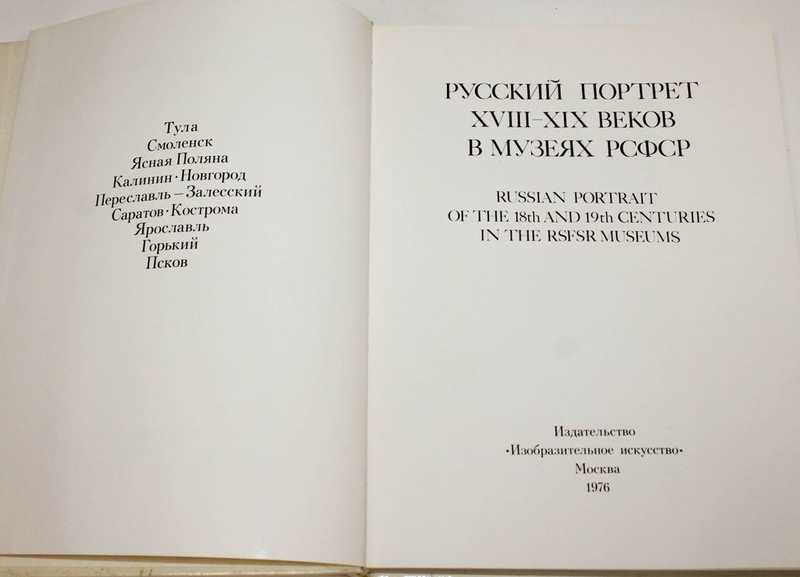 Тула
Смоленск
Ясная Поляна
Калинин·Новгород
Переславль – Залесский
Саратов·Кострома
Ярославль
Горький
Псков
РУССКИЙ ПОРТРЕТ
XVIII–XIX ВЕКОВ
В МУЗЕЯХ РСФСР
RUSSIAN PORTRAIT
OF THE 18th AND 19th CENTURIES
IN THE RSFSR MUSEUMS
Издательство
«Изобразительное искусство»
Москва
1976